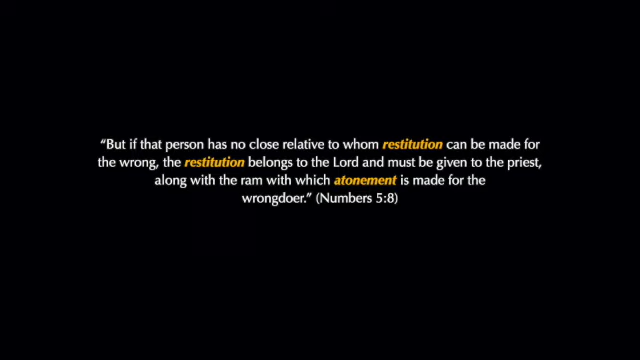 “But if that person has no close relative to whom restitution can be made for
the wrong, the restitution belongs to the Lord and must be given to the priest,
along with the ram with which atonement is made for the
wrongdoer.” (Numbers 5:8)